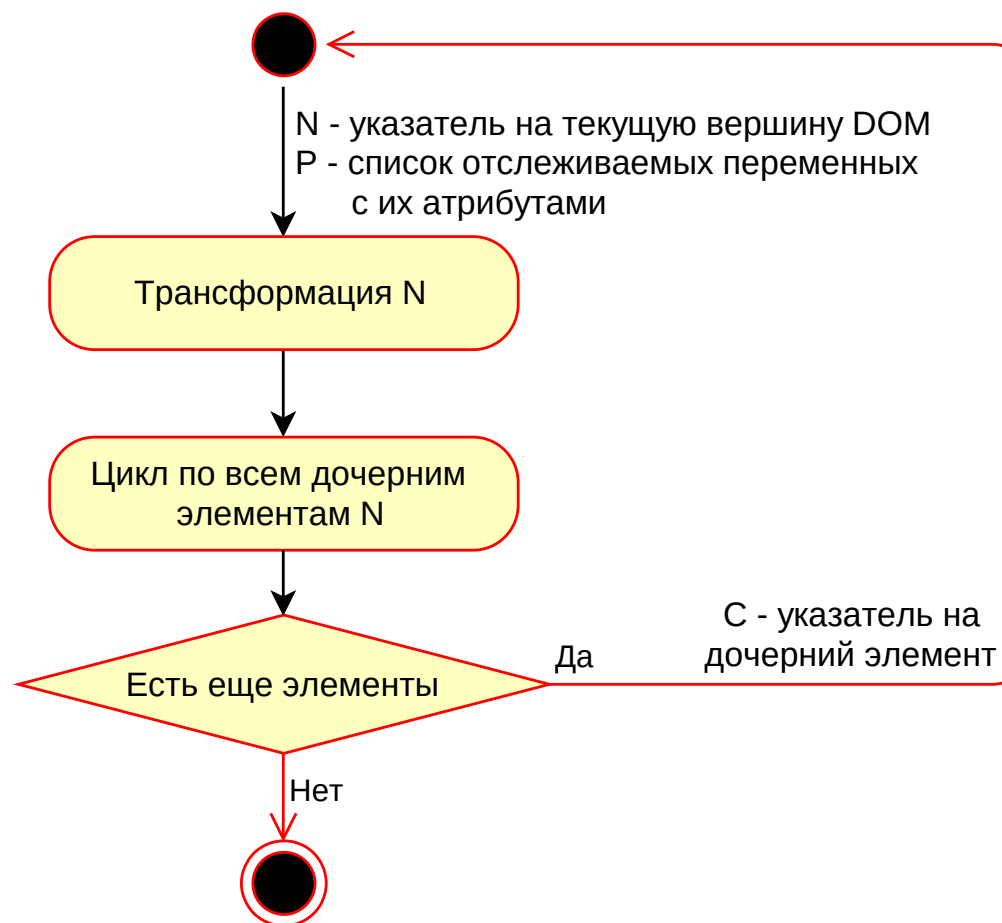 N - указатель на текущую вершину DOM
P - список отслеживаемых переменных
с их атрибутами
Трансформация N
Цикл по всем дочерним
элементам N
Есть еще элементы
Да
C - указатель на
дочерний элемент
Нет